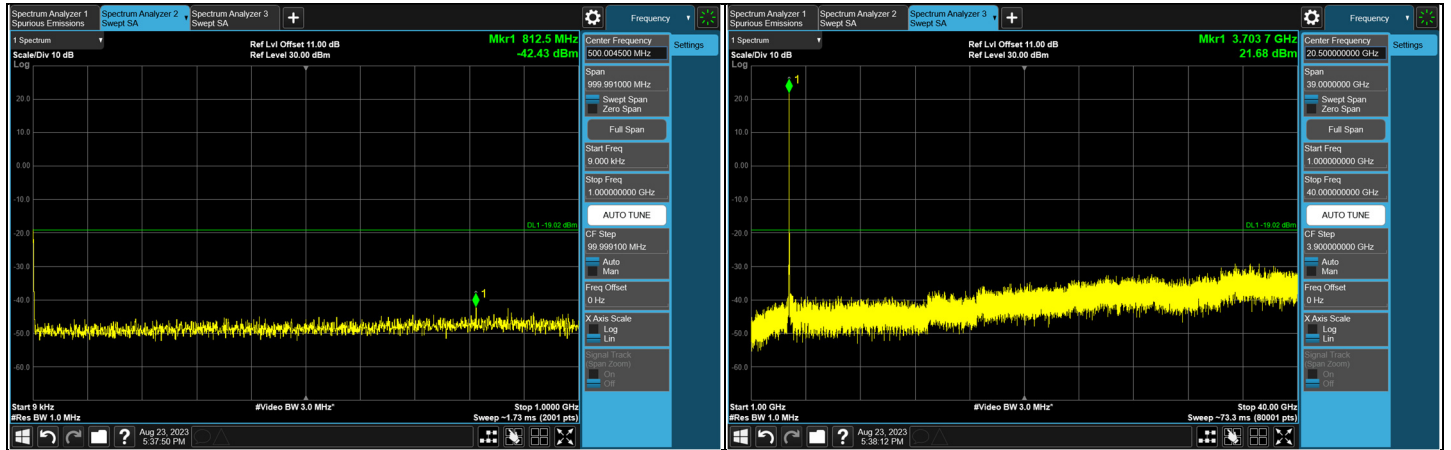 Spectrum Analyzer 1
Spurious Emissions
Spectrum Analyzer 2
Swept SA
Spectrum Analyzer 3
Swept SA
+
Frequency
1 Spectrum
Scale/Div 10 dB
Log
Ref Lvl Offset 11.00 dB
Ref Level 30.00 dBm
Mkr1 812.5 MHz
-42.43 dBm
1
20.0
10.0
0.00
-10.0
-20.0
-30.0
-40.0
-50.0
-60.0
DL1 -19.02 dBm
Start 9 kHz
#Res BW 1.0 MHz
#Video BW 3.0 MHz*
Stop 1.0000 GHz
Sweep ~1.73 ms (2001 pts)
Center Frequency
500.004500 MHz
Settings
Span
999.991000 MHz
Swept Span
Zero Span
Full Span
Start Freq
9.000 kHz
Stop Freq
1.000000000 GHz
AUTO TUNE
CF Step
99.999100 MHz
Auto
Man
Freq Offset
0 Hz
X Axis Scale
Log
Lin
Signal Track
(Span Zoom)
On
Off
?
Aug 23, 2023
5:37:50 PM
Spectrum Analyzer 1
Spurious Emissions
Spectrum Analyzer 2
Swept SA
Spectrum Analyzer 3
Swept SA
+
Frequency
1 Spectrum
Scale/Div 10 dB
Log
Ref Lvl Offset 11.00 dB
Ref Level 30.00 dBm
Mkr1 3.703 7 GHz
21.68 dBm
1
20.0
10.0
0.00
-10.0
-20.0
-30.0
-40.0
-50.0
-60.0
DL1 -19.02 dBm
Start 1.00 GHz
#Res BW 1.0 MHz
#Video BW 3.0 MHz*
Stop 40.00 GHz
Sweep ~73.3 ms (80001 pts)
Center Frequency
20.500000000 GHz
Settings
Span
39.0000000 GHz
Swept Span
Zero Span
Full Span
Start Freq
1.000000000 GHz
Stop Freq
40.000000000 GHz
AUTO TUNE
CF Step
3.900000000 GHz
Auto
Man
Freq Offset
0 Hz
X Axis Scale
Log
Lin
Signal Track
(Span Zoom)
On
Off
?
Aug 23, 2023
5:38:12 PM